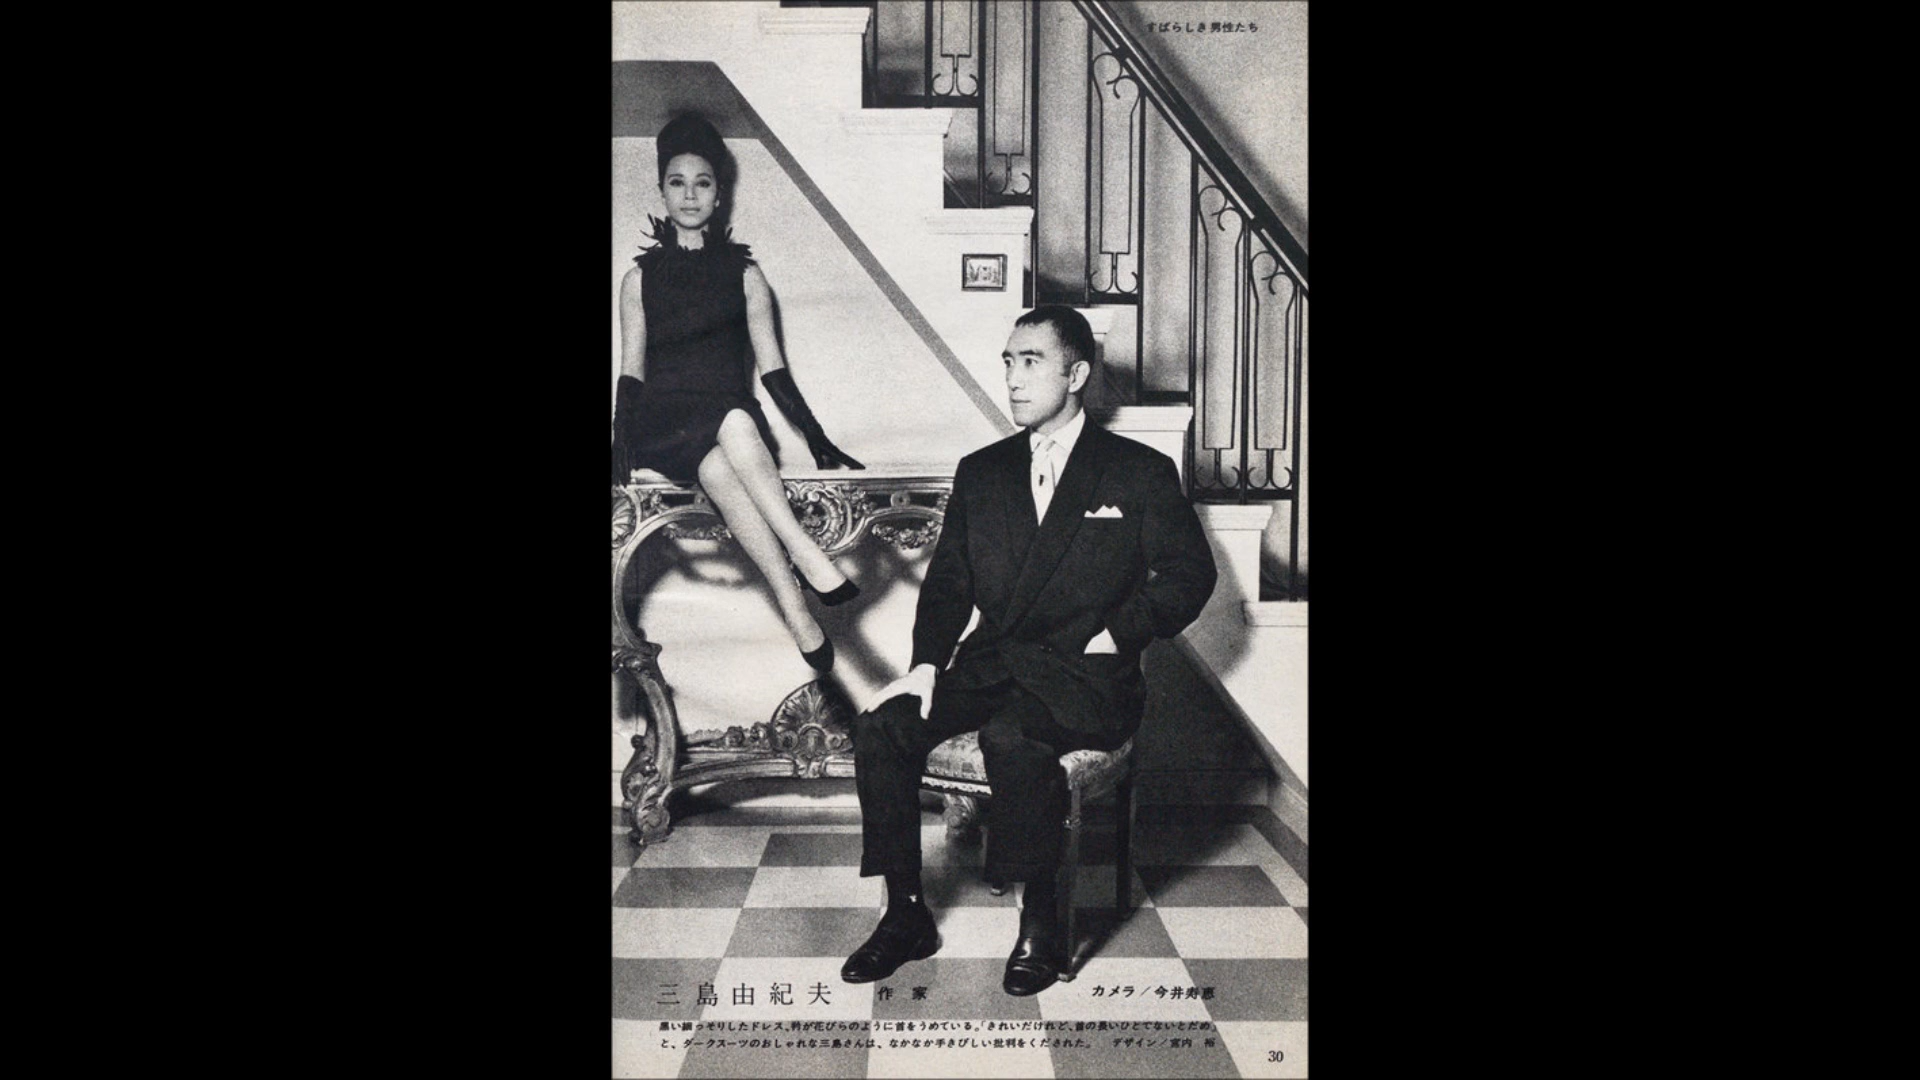 すばらしき男性たち
三島由紀夫 作家
カメラ/今井寿恵
黒い細っそりしたドレス、衿が花びらのように首をうめている。「きれいだけれど、首の長いひとでないとだめ」
と、ダークスーツのおしゃれな三島さんは、なかなか手きびしい批判をくだされた。 デザイン/宮内 裕
30